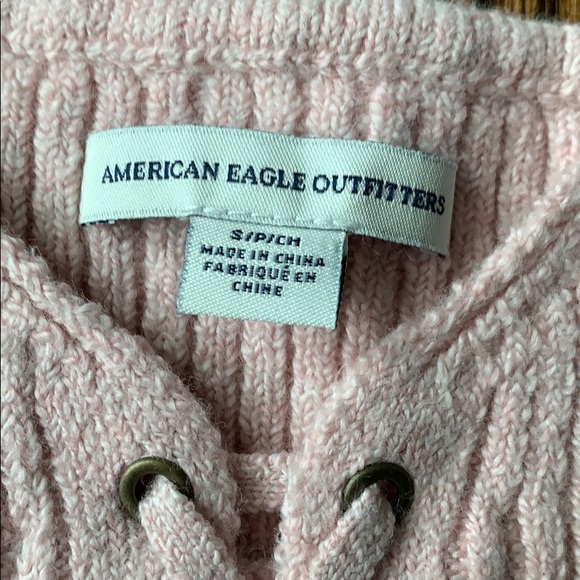 AMERICAN EAGLE OUTFITTERS
S/P/CH
MADE IN CHINA
FABRIQUÉ EN
CHINE